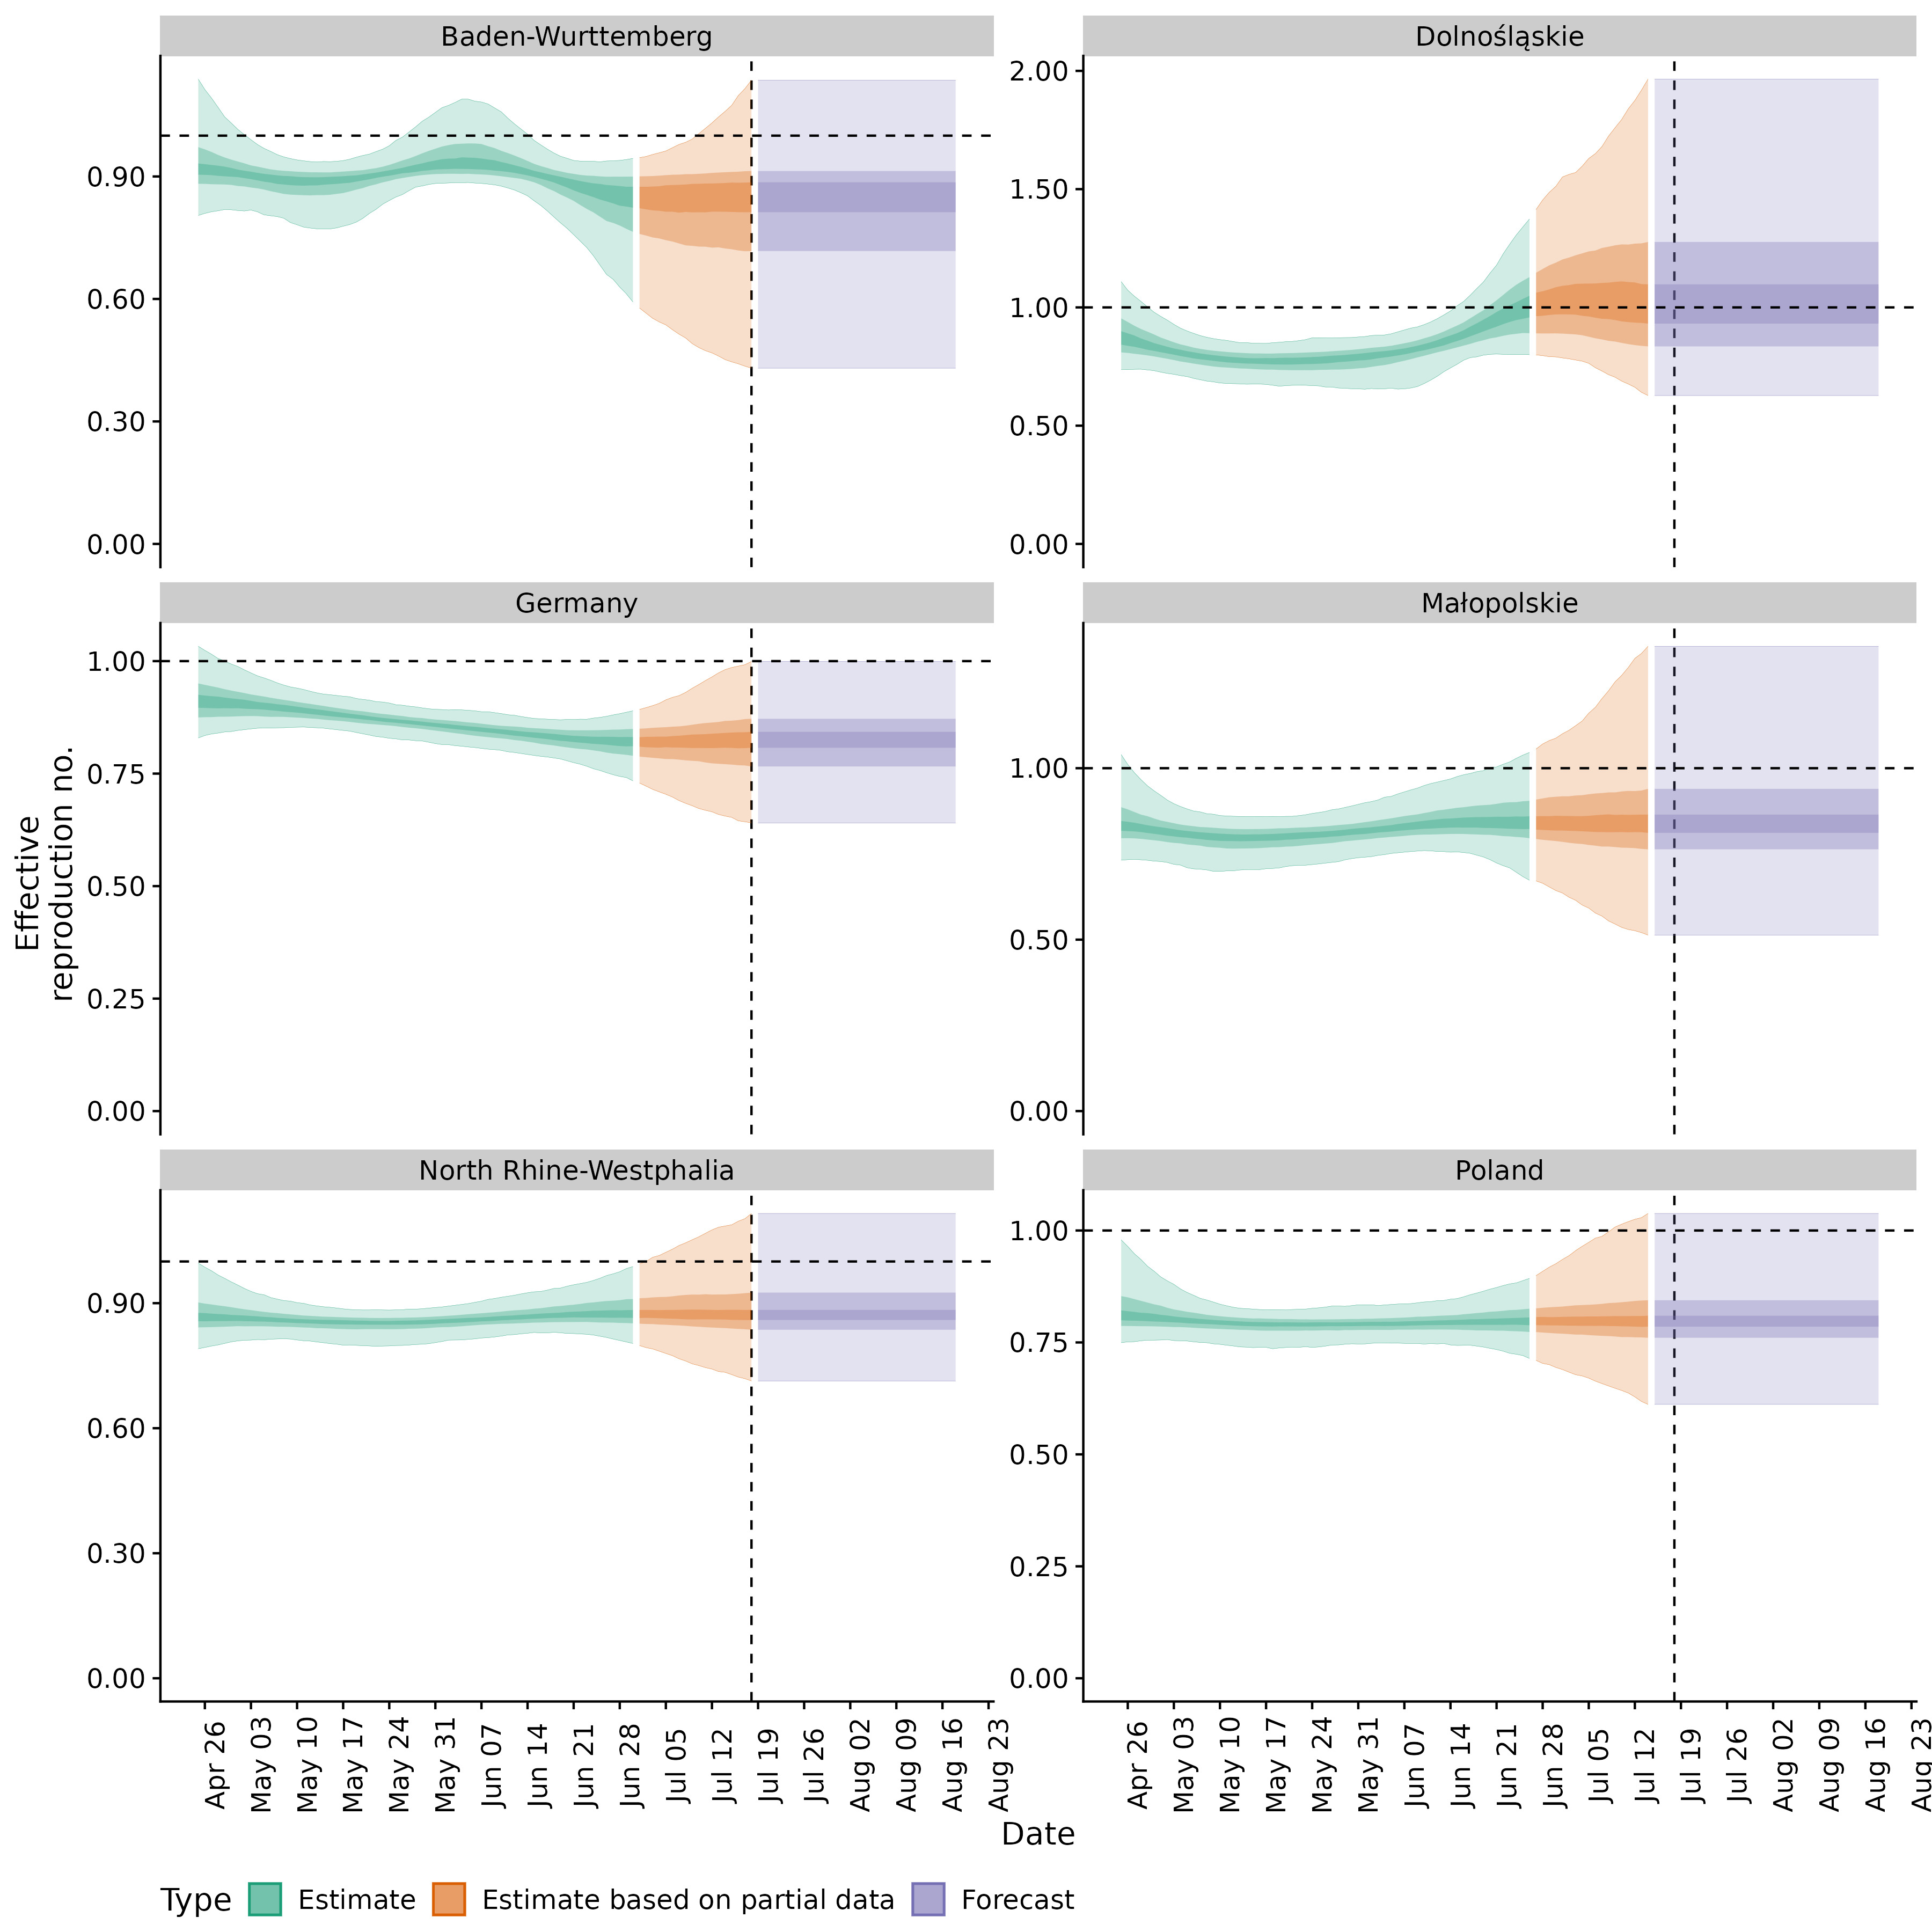 Baden-Wurttemberg
0.90
0.60
0.30
0.00
Dolnośląskie
2.00
1.50
1.00
0.50
0.00
Germany
1.00
0.75
0.50
0.25
0.00
Małopolskie
1.00
0.50
0.00
North Rhine-Westphalia
0.90
0.60
0.30
0.00
Poland
1.00
0.75
0.50
0.25
0.00
Effective
reproduction no.
Apr 26
May 03
May 10
May 17
May 24
May 31
Jun 07
Jun 14
Jun 21
Jun 28
Jul 05
Jul 12
Jul 19
Jul 26
Aug 02
Aug 09
Aug 16
Aug 23
Apr 26
May 03
May 10
May 17
May 24
May 31
Jun 07
Jun 14
Jun 21
Jun 28
Jul 05
Jul 12
Jul 19
Jul 26
Aug 02
Aug 09
Aug 16
Aug 23
Date
Type Estimate Estimate based on partial data Forecast